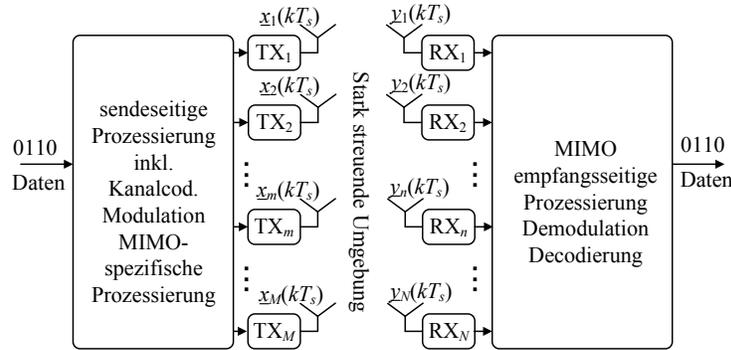 0110
Daten
sendeseitige
Prozessierung
inkl.
Kanalcod.
Modulation
MIMO-
spezifische
Prozessierung
x1(kTs)
TX1
x2(kTs)
TX2
⋮
xm(kTs)
TXm
⋮
xM(kTs)
TXM
Stark streuende Umgebung
y1(kTs)
RX1
y2(kTs)
RX2
⋮
yn(kTs)
RXn
⋮
yN(kTs)
RXN
MIMO
empfangsseitige
Prozessierung
Demodulation
Decodierung
0110
Daten